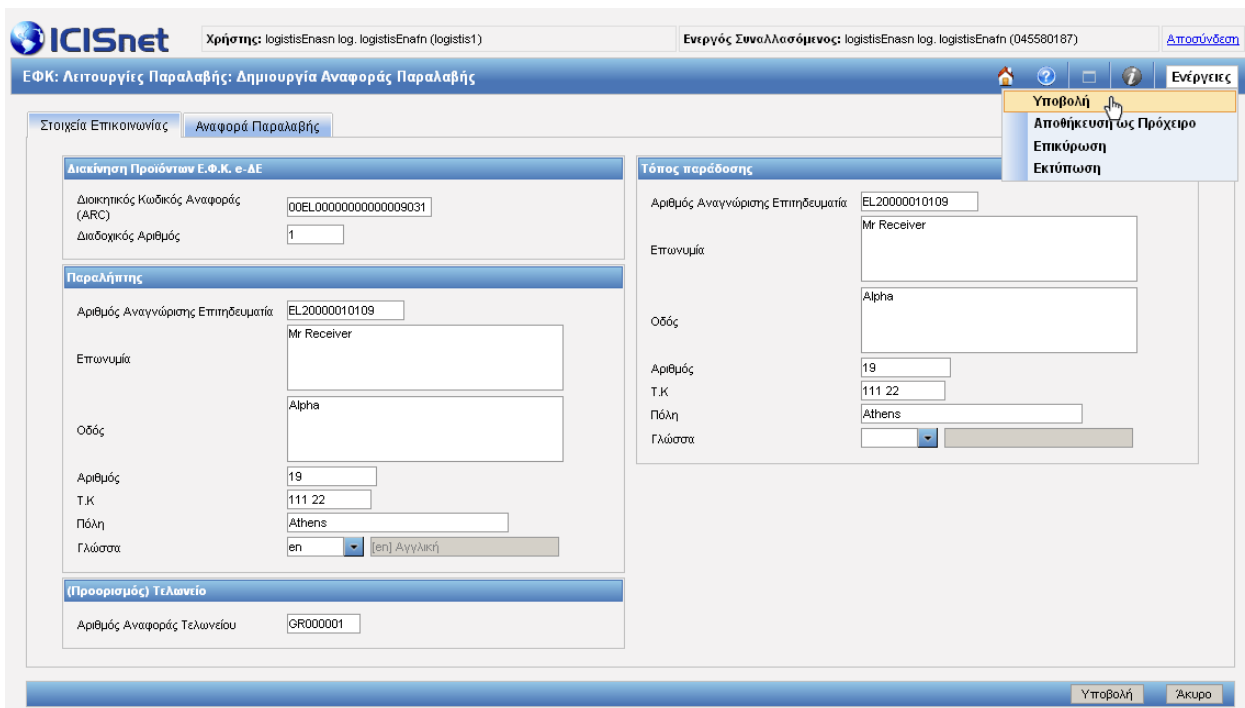 ICISnet
Χρήστης: logistisEnasn log. logistisEnafn (logistis1)
Ενεργός Συναλλασόμενος: logistisEnasn log. logistisEnafn (045580187)
Αποσύνδεση
ΕΦΚ: Λειτουργίες Παραλαβής: Δημιουργία Αναφοράς Παραλαβής
Ενέργειες
Υποβολή
Αποθήκευση ως Πρόχειρο
Επικύρωση
Εκτύπωση
Στοιχεία Επικοινωνίας
Αναφορά Παραλαβής
Διακίνηση Προϊόντων Ε.Φ.Κ. e-ΔΕ
Διοικητικός Κωδικός Αναφοράς
(ARC)
00EL00000000000009031
Διαδοχικός Αριθμός
1
Παραλήπτης
Αριθμός Αναγνώρισης Επιτηδευματία
EL20000010109
Επωνυμία
Mr Receiver
Οδός
Alpha
Αριθμός
19
Τ.Κ
111 22
Πόλη
Athens
Γλώσσα
en
[en] Αγγλική
(Προορισμός) Τελωνείο
Αριθμός Αναφοράς Τελωνείου
GR000001
Τόπος παράδοσης
Αριθμός Αναγνώρισης Επιτηδευματία
EL20000010109
Επωνυμία
Mr Receiver
Οδός
Alpha
Αριθμός
19
Τ.Κ
111 22
Πόλη
Athens
Γλώσσα
Υποβολή
Άκυρο